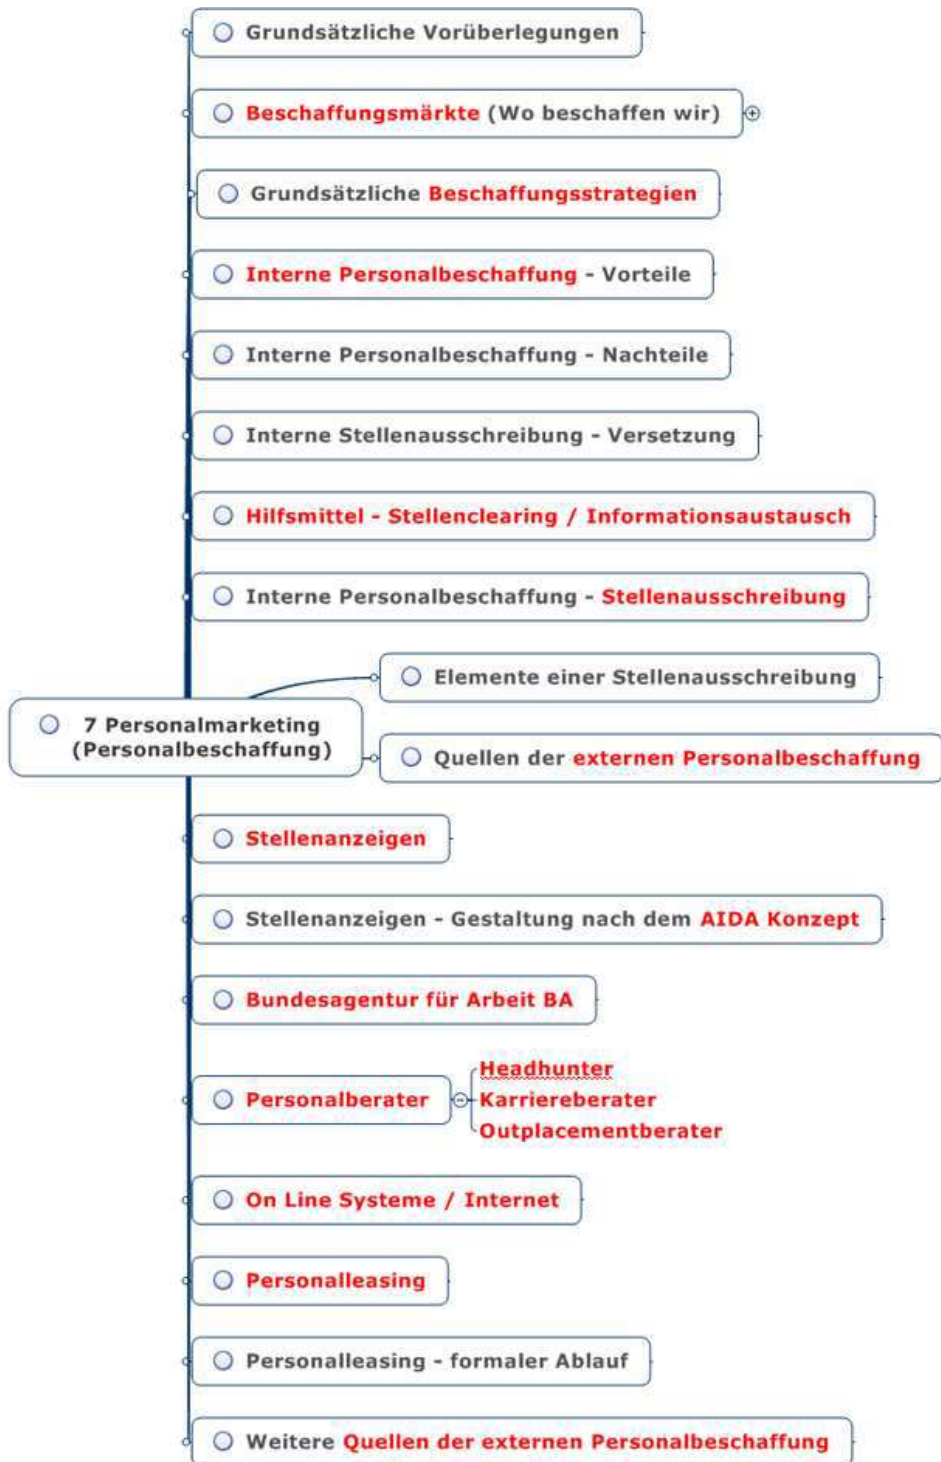 Grundsätzliche Vorüberlegungen
Beschaffungsmärkte (Wo beschaffen wir)
Grundsätzliche Beschaffungsstrategien
Interne Personalbeschaffung - Vorteile
Interne Personalbeschaffung - Nachteile
Interne Stellenausschreibung - Versetzung
Hilfsmittel - Stellenclearing / Informationsaustausch
Interne Personalbeschaffung - Stellenausschreibung
Elemente einer Stellenausschreibung
7 Personalmarketing
(Personalbeschaffung)
Quellen der externen Personalbeschaffung
Stellenanzeigen
Stellenanzeigen - Gestaltung nach dem AIDA Konzept
Bundesagentur für Arbeit BA
Personalberater
Headhunter
Karriereberater
Outplacementberater
On Line Systeme / Internet
Personalleasing
Personalleasing - formaler Ablauf
Weitere Quellen der externen Personalbeschaffung